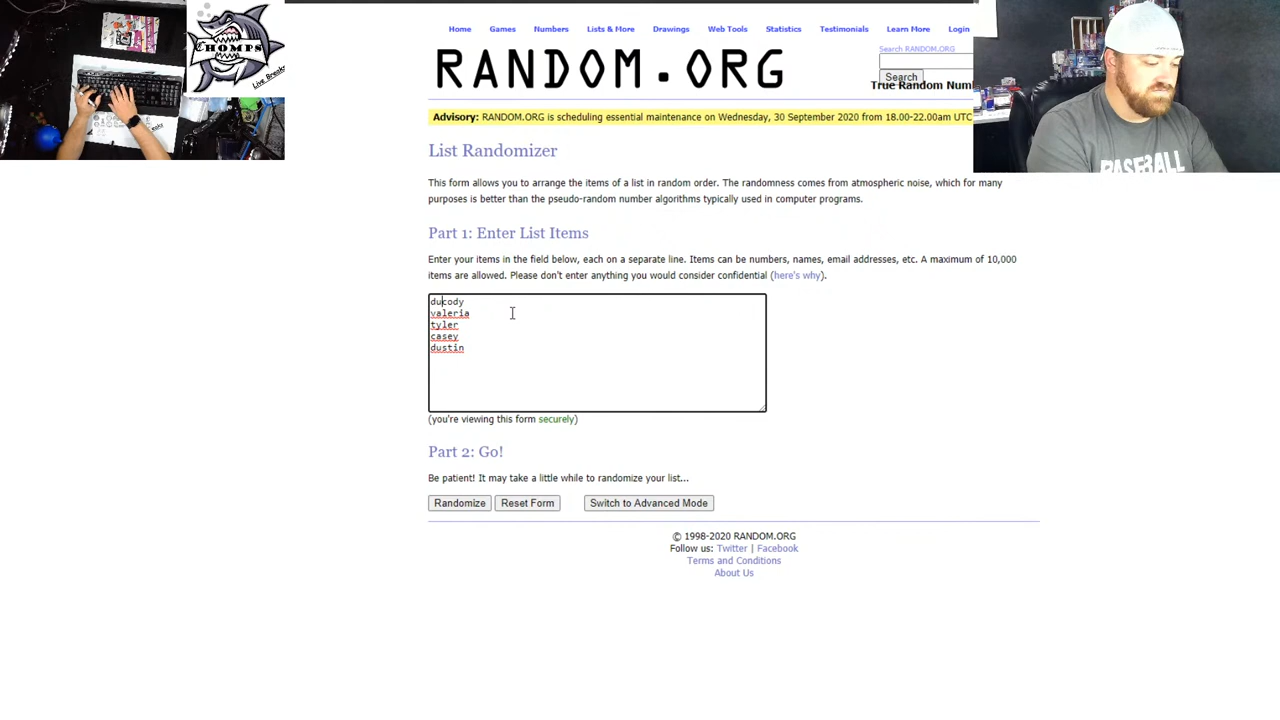 CHOMPS
Live Breaks
Home Games Numbers Lists & More Drawings Web Tools Statistics Testimonials Learn More Login
RANDOM.ORG
Search RANDOM.ORG
Search
True Random Num
Advisory: RANDOM.ORG is scheduling essential maintenance on Wednesday, 30 September 2020 from 18.00-22.00am UTC
BASEBALL
List Randomizer
This form allows you to arrange the items of a list in random order. The randomness comes from atmospheric noise, which for many
purposes is better than the pseudo-random number algorithms typically used in computer programs.
Part 1: Enter List Items
Enter your items in the field below, each on a separate line. Items can be numbers, names, email addresses, etc. A maximum of 10,000
items are allowed. Please don't enter anything you would consider confidential (here's why).
ducody
valeria
tyler
casey
dustin
(you're viewing this form securely)
Part 2: Go!
Be patient! It may take a little while to randomize your list...
Randomize Reset Form Switch to Advanced Mode
© 1998-2020 RANDOM.ORG
Follow us: Twitter | Facebook
Terms and Conditions
About Us